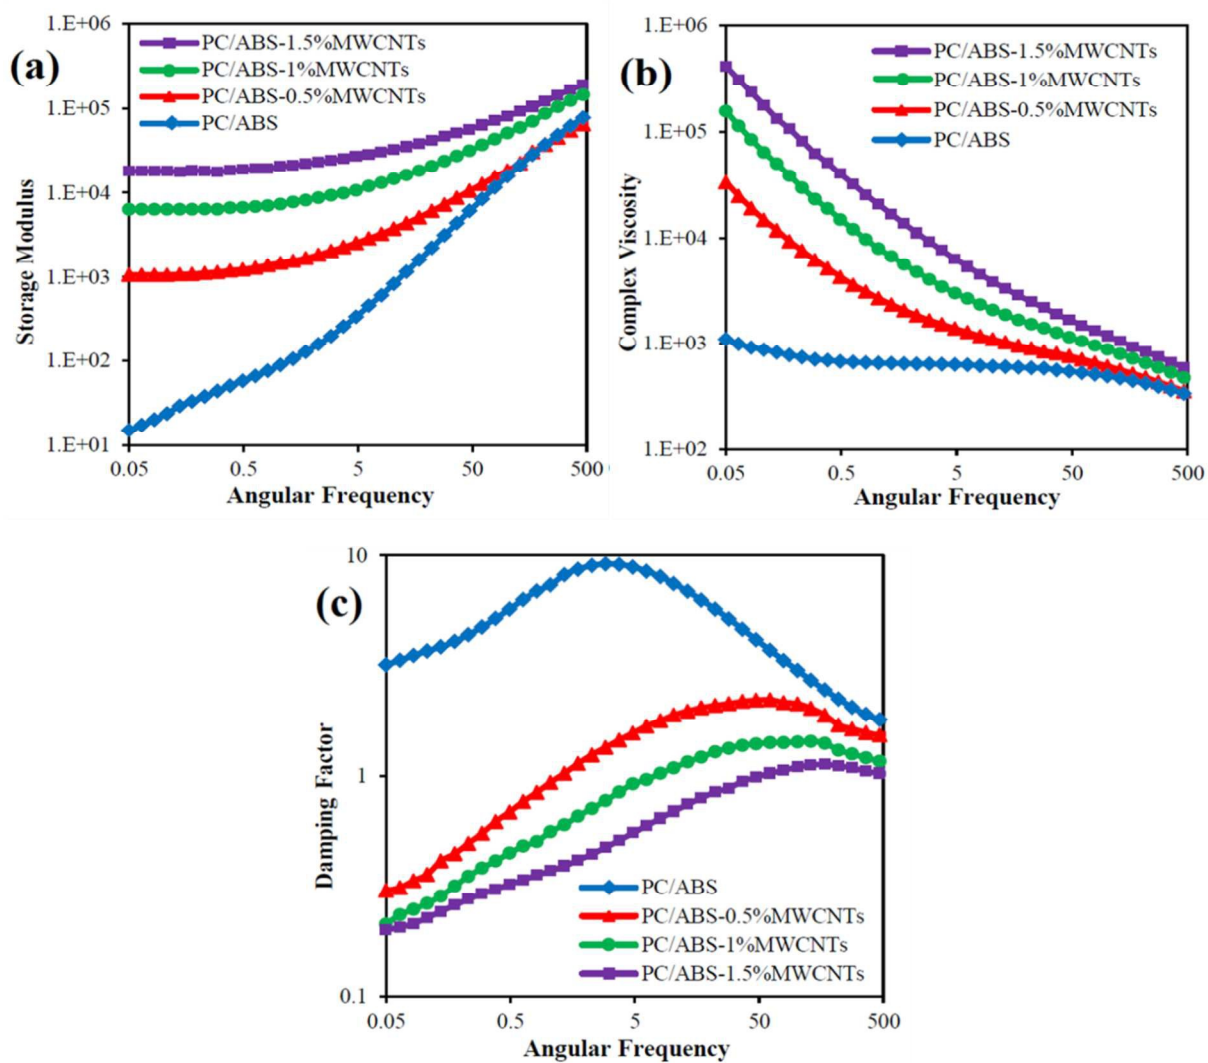 (a)
1.E+06
1.E+05
1.E+04
1.E+03
1.E+02
1.E+01
Storage Modulus
PC/ABS-1.5%MWCNTs
PC/ABS-1%MWCNTs
PC/ABS-0.5%MWCNTs
PC/ABS
0.05 0.5 5 50 500
Angular Frequency
(b)
1.E+06
1.E+05
1.E+04
1.E+03
1.E+02
Complex Viscosity
PC/ABS-1.5%MWCNTs
PC/ABS-1%MWCNTs
PC/ABS-0.5%MWCNTs
PC/ABS
0.05 0.5 5 50 500
Angular Frequency
(c)
10
1
0.1
Damping Factor
PC/ABS
PC/ABS-0.5%MWCNTs
PC/ABS-1%MWCNTs
PC/ABS-1.5%MWCNTs
0.05 0.5 5 50 500
Angular Frequency